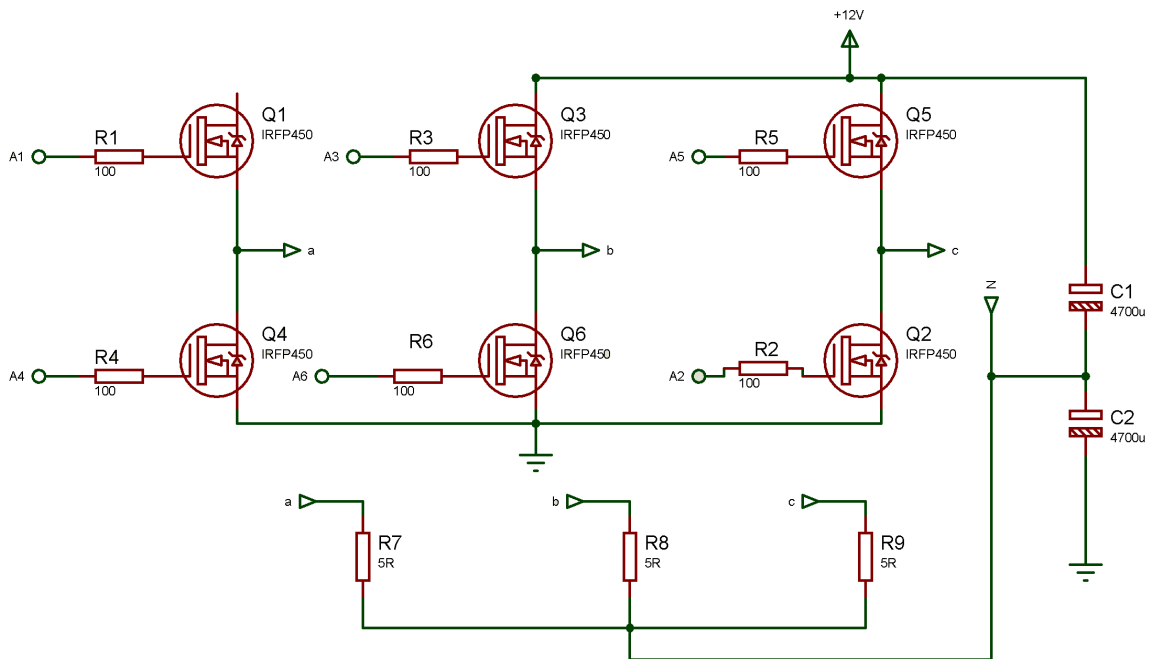 +12V
Q1
IRFP450
Q3
IRFP450
Q5
IRFP450
R1
100
R3
100
R5
100
A1
A3
A5
a
b
c
N
C1
4700u
Q4
IRFP450
Q6
IRFP450
Q2
IRFP450
R4
100
R6
100
R2
100
A4
A6
A2
C2
4700u
a
b
c
R7
5R
R8
5R
R9
5R